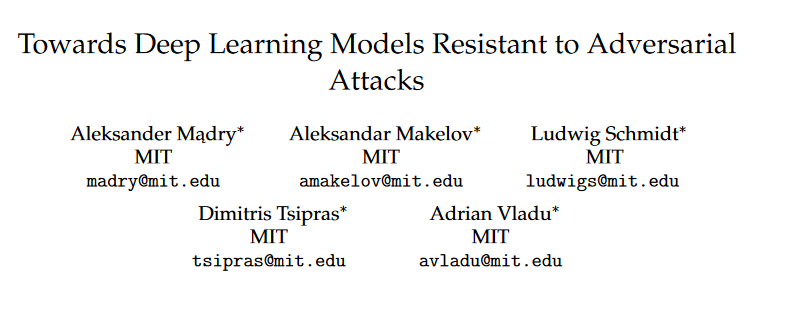 Towards Deep Learning Models Resistant to Adversarial
Attacks
Aleksander Mądry* Aleksandar Makelov* Ludwig Schmidt*
MIT MIT MIT
madry@mit.edu amakelov@mit.edu ludwigs@mit.edu
Dimitris Tsipras* Adrian Vladu*
MIT MIT
tsipras@mit.edu avladu@mit.edu